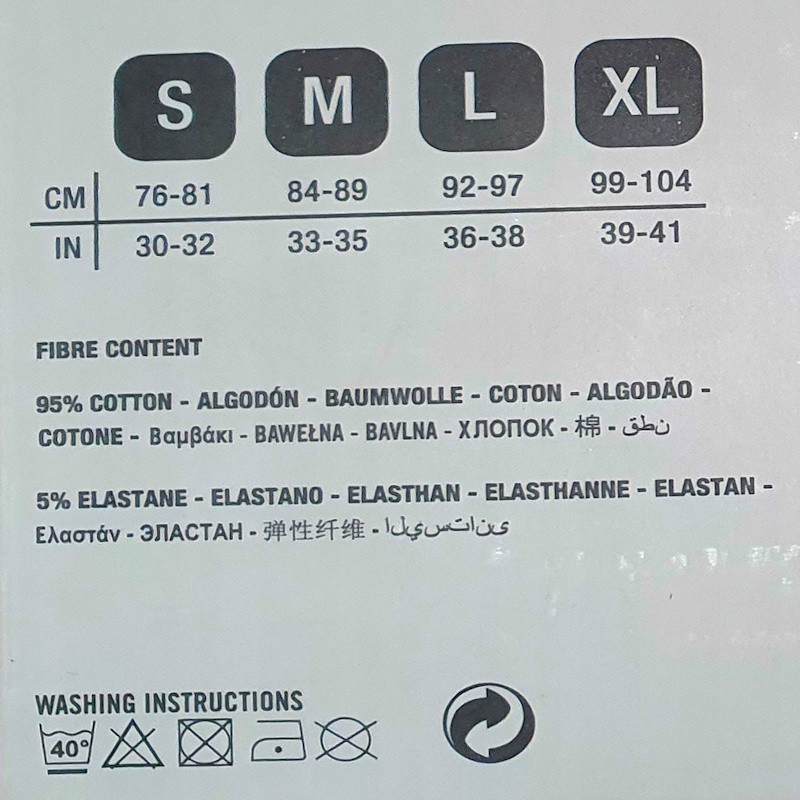 S M L XL
CM 76-81 84-89 92-97 99-104
IN 30-32 33-35 36-38 39-41
FIBRE CONTENT
95% COTTON - ALGODÓN - BAUMWOLLE - COTON - ALGODÃO -
COTONE - Βαμβάκι - BAWEŁNA - BAVLNA - ХЛОПОК - 棉 - نطق
5% ELASTANE - ELASTANO - ELASTHAN - ELASTHANNE - ELASTAN -
Ελαστάν - ЭЛАСТАН - 弹性纤维 - اليستانى
WASHING INSTRUCTIONS
40°